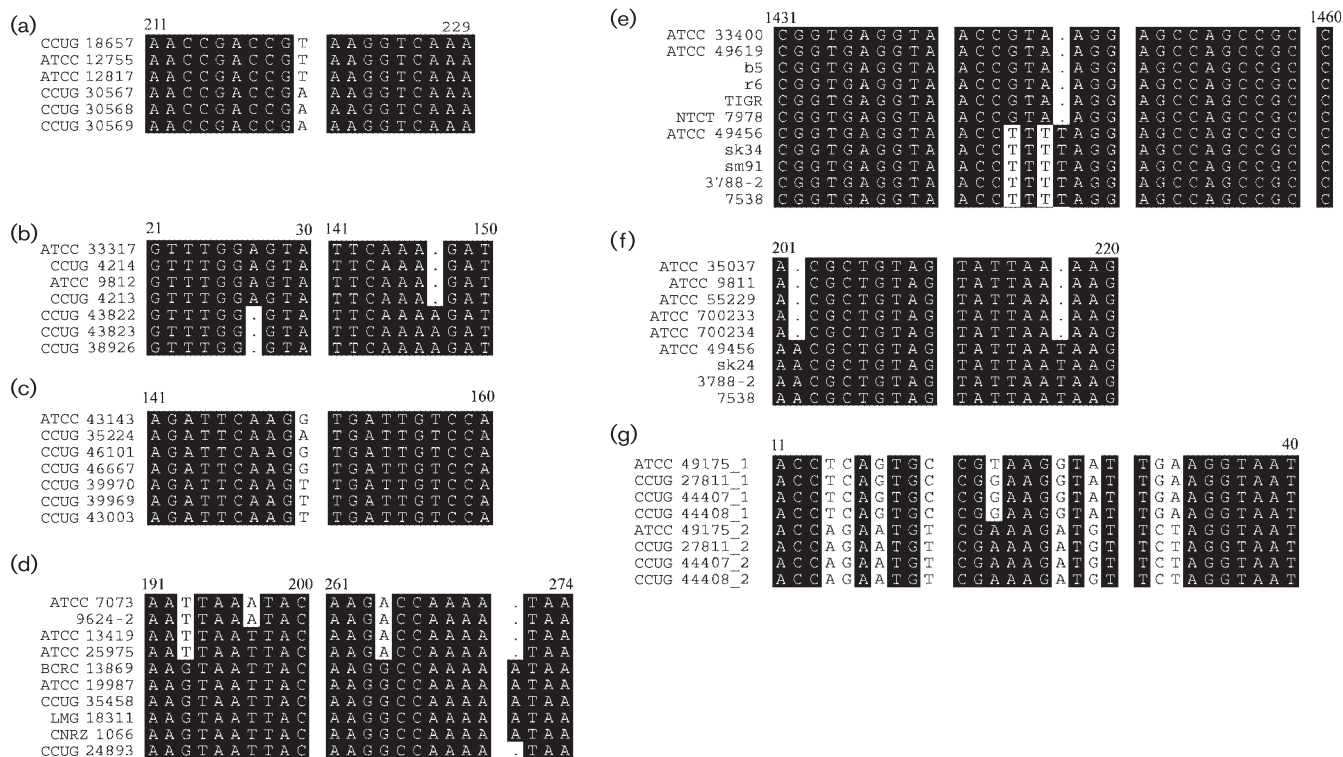 (a)
211 229
CCUG 18657 AACCGACCGT AAGGTCAAA
ATCC 12755 AACCGACCGT AAGGTCAAA
ATCC 12817 AACCGACCGT AAGGTCAAA
CCUG 30567 AACCGACCGA AAGGTCAAA
CCUG 30568 AACCGACCGA AAGGTCAAA
CCUG 30569 AACCGACCGA AAGGTCAAA
(b)
21 30 141 150
ATCC 33317 GTTTGGAGTA TTCAAA.GAT
CCUG 4214 GTTTGGAGTA TTCAAA.GAT
ATCC 9812 GTTTGGAGTA TTCAAA.GAT
CCUG 4213 GTTTGGAGTA TTCAAA.GAT
CCUG 43822 GTTTGG.GTA TTCAAAAGAT
CCUG 43823 GTTTGG.GTA TTCAAAAGAT
CCUG 38926 GTTTGG.GTA TTCAAAAGAT
(c)
141 160
ATCC 43143 AGATTCAAGG TGATTGTCCA
CCUG 35224 AGATTCAAGA TGATTGTCCA
CCUG 46101 AGATTCAAGG TGATTGTCCA
CCUG 46667 AGATTCAAGG TGATTGTCCA
CCUG 39970 AGATTCAAGT TGATTGTCCA
CCUG 39969 AGATTCAAGT TGATTGTCCA
CCUG 43003 AGATTCAAGT TGATTGTCCA
(d)
191 200 261 274
ATCC 7073 AATTAAATAC AAGACCAAAA .TAA
9624-2 AATTAAATAC AAGACCAAAA .TAA
ATCC 13419 AATTAATTAC AAGACCAAAA .TAA
ATCC 25975 AATTAATTAC AAGACCAAAA .TAA
BCRC 13869 AAGTAATTAC AAGGCCAAAA ATAA
ATCC 19987 AAGTAATTAC AAGGCCAAAA ATAA
CCUG 35458 AAGTAATTAC AAGGCCAAAA ATAA
LMG 18311 AAGTAATTAC AAGGCCAAAA ATAA
CNRZ 1066 AAGTAATTAC AAGGCCAAAA ATAA
CCUG 24893 AAGTAATTAC AAGGCCAAAA .TAA
(e)
1431 1460
ATCC 33400 CGGTGAGGTA ACCGTA.AGG AGCCAGCCGC C
ATCC 49619 CGGTGAGGTA ACCGTA.AGG AGCCAGCCGC C
b5 CGGTGAGGTA ACCGTA.AGG AGCCAGCCGC C
r6 CGGTGAGGTA ACCGTA.AGG AGCCAGCCGC C
TIGR CGGTGAGGTA ACCGTA.AGG AGCCAGCCGC C
NTCT 7978 CGGTGAGGTA ACCGTA.AGG AGCCAGCCGC C
ATCC 49456 CGGTGAGGTA ACCTTTTAGG AGCCAGCCGC C
sk34 CGGTGAGGTA ACCTTTTAGG AGCCAGCCGC C
sm91 CGGTGAGGTA ACCTTTTAGG AGCCAGCCGC C
3788-2 CGGTGAGGTA ACCTTTTAGG AGCCAGCCGC C
7538 CGGTGAGGTA ACCTTTTAGG AGCCAGCCGC C
(f)
201 220
ATCC 35037 A.CGCTGTAG TATTAA.AAG
ATCC 9811 A.CGCTGTAG TATTAA.AAG
ATCC 55229 A.CGCTGTAG TATTAA.AAG
ATCC 700233 A.CGCTGTAG TATTAA.AAG
ATCC 700234 A.CGCTGTAG TATTAA.AAG
ATCC 49456 AACGCTGTAG TATTAATAAG
sk24 AACGCTGTAG TATTAATAAG
3788-2 AACGCTGTAG TATTAATAAG
7538 AACGCTGTAG TATTAATAAG
(g)
11 40
ATCC 49175_1 ACCTCAGTGC CGTAAGGTAT TGAAGGTAAT
CCUG 27811_1 ACCTCAGTGC CGGAAGGTAT TGAAGGTAAT
CCUG 44407_1 ACCTCAGTGC CGGAAGGTAT TGAAGGTAAT
CCUG 44408_1 ACCTCAGTGC CGGAAGGTAT TGAAGGTAAT
ATCC 49175_2 ACCAGAATGT CGAAAGATGT TCTAGGTAAT
CCUG 27811_2 ACCAGAATGT CGAAAGATGT TCTAGGTAAT
CCUG 44407_2 ACCAGAATGT CGAAAGATGT TCTAGGTAAT
CCUG 44408_2 ACCAGAATGT CGAAAGATGT TCTAGGTAAT